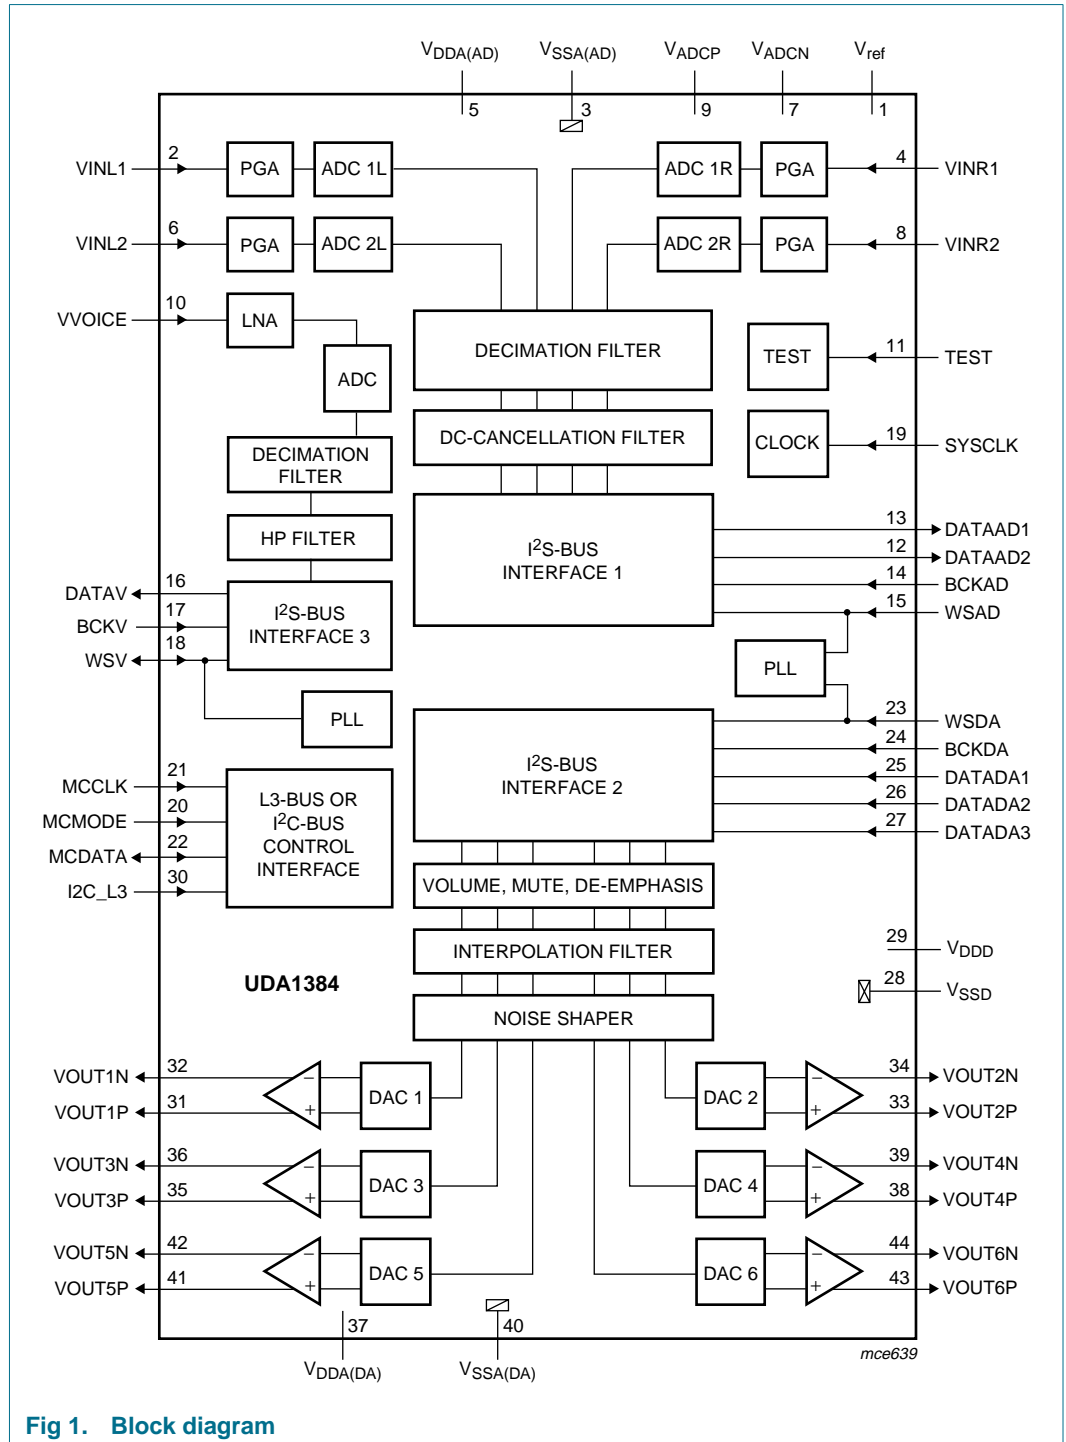 VDDA(AD) VSSA(AD) VADCP VADCN Vref
5 3 9 7 1
VINL1 2 PGA ADC 1L ADC 1R PGA 4 VINR1
VINL2 6 PGA ADC 2L ADC 2R PGA 8 VINR2
VVOICE 10 LNA
DECIMATION FILTER
TEST 11 TEST
ADC
DC-CANCELLATION FILTER
CLOCK 19 SYSCLK
DECIMATION
FILTER
HP FILTER
I2S-BUS
INTERFACE 1
13 DATAAD1
12 DATAAD2
14 BCKAD
15 WSAD
DATAV 16
BCKV 17
WSV 18
I2S-BUS
INTERFACE 3
PLL
PLL
I2S-BUS
INTERFACE 2
23 WSDA
24 BCKDA
25 DATADA1
26 DATADA2
27 DATADA3
MCCLK 21
MCMODE 20
MCDATA 22
I2C_L3 30
L3-BUS OR
I2C-BUS
CONTROL
INTERFACE
VOLUME, MUTE, DE-EMPHASIS
INTERPOLATION FILTER
29 VDDD
UDA1384
28 VSSD
NOISE SHAPER
VOUT1N 32 − DAC 1 DAC 2 − 34 VOUT2N
VOUT1P 31 + + 33 VOUT2P
VOUT3N 36 − DAC 3 DAC 4 − 39 VOUT4N
VOUT3P 35 + + 38 VOUT4P
VOUT5N 42 − DAC 5 DAC 6 − 44 VOUT6N
VOUT5P 41 + + 43 VOUT6P
37 40
VDDA(DA) VSSA(DA)
mce639
Fig 1. Block diagram